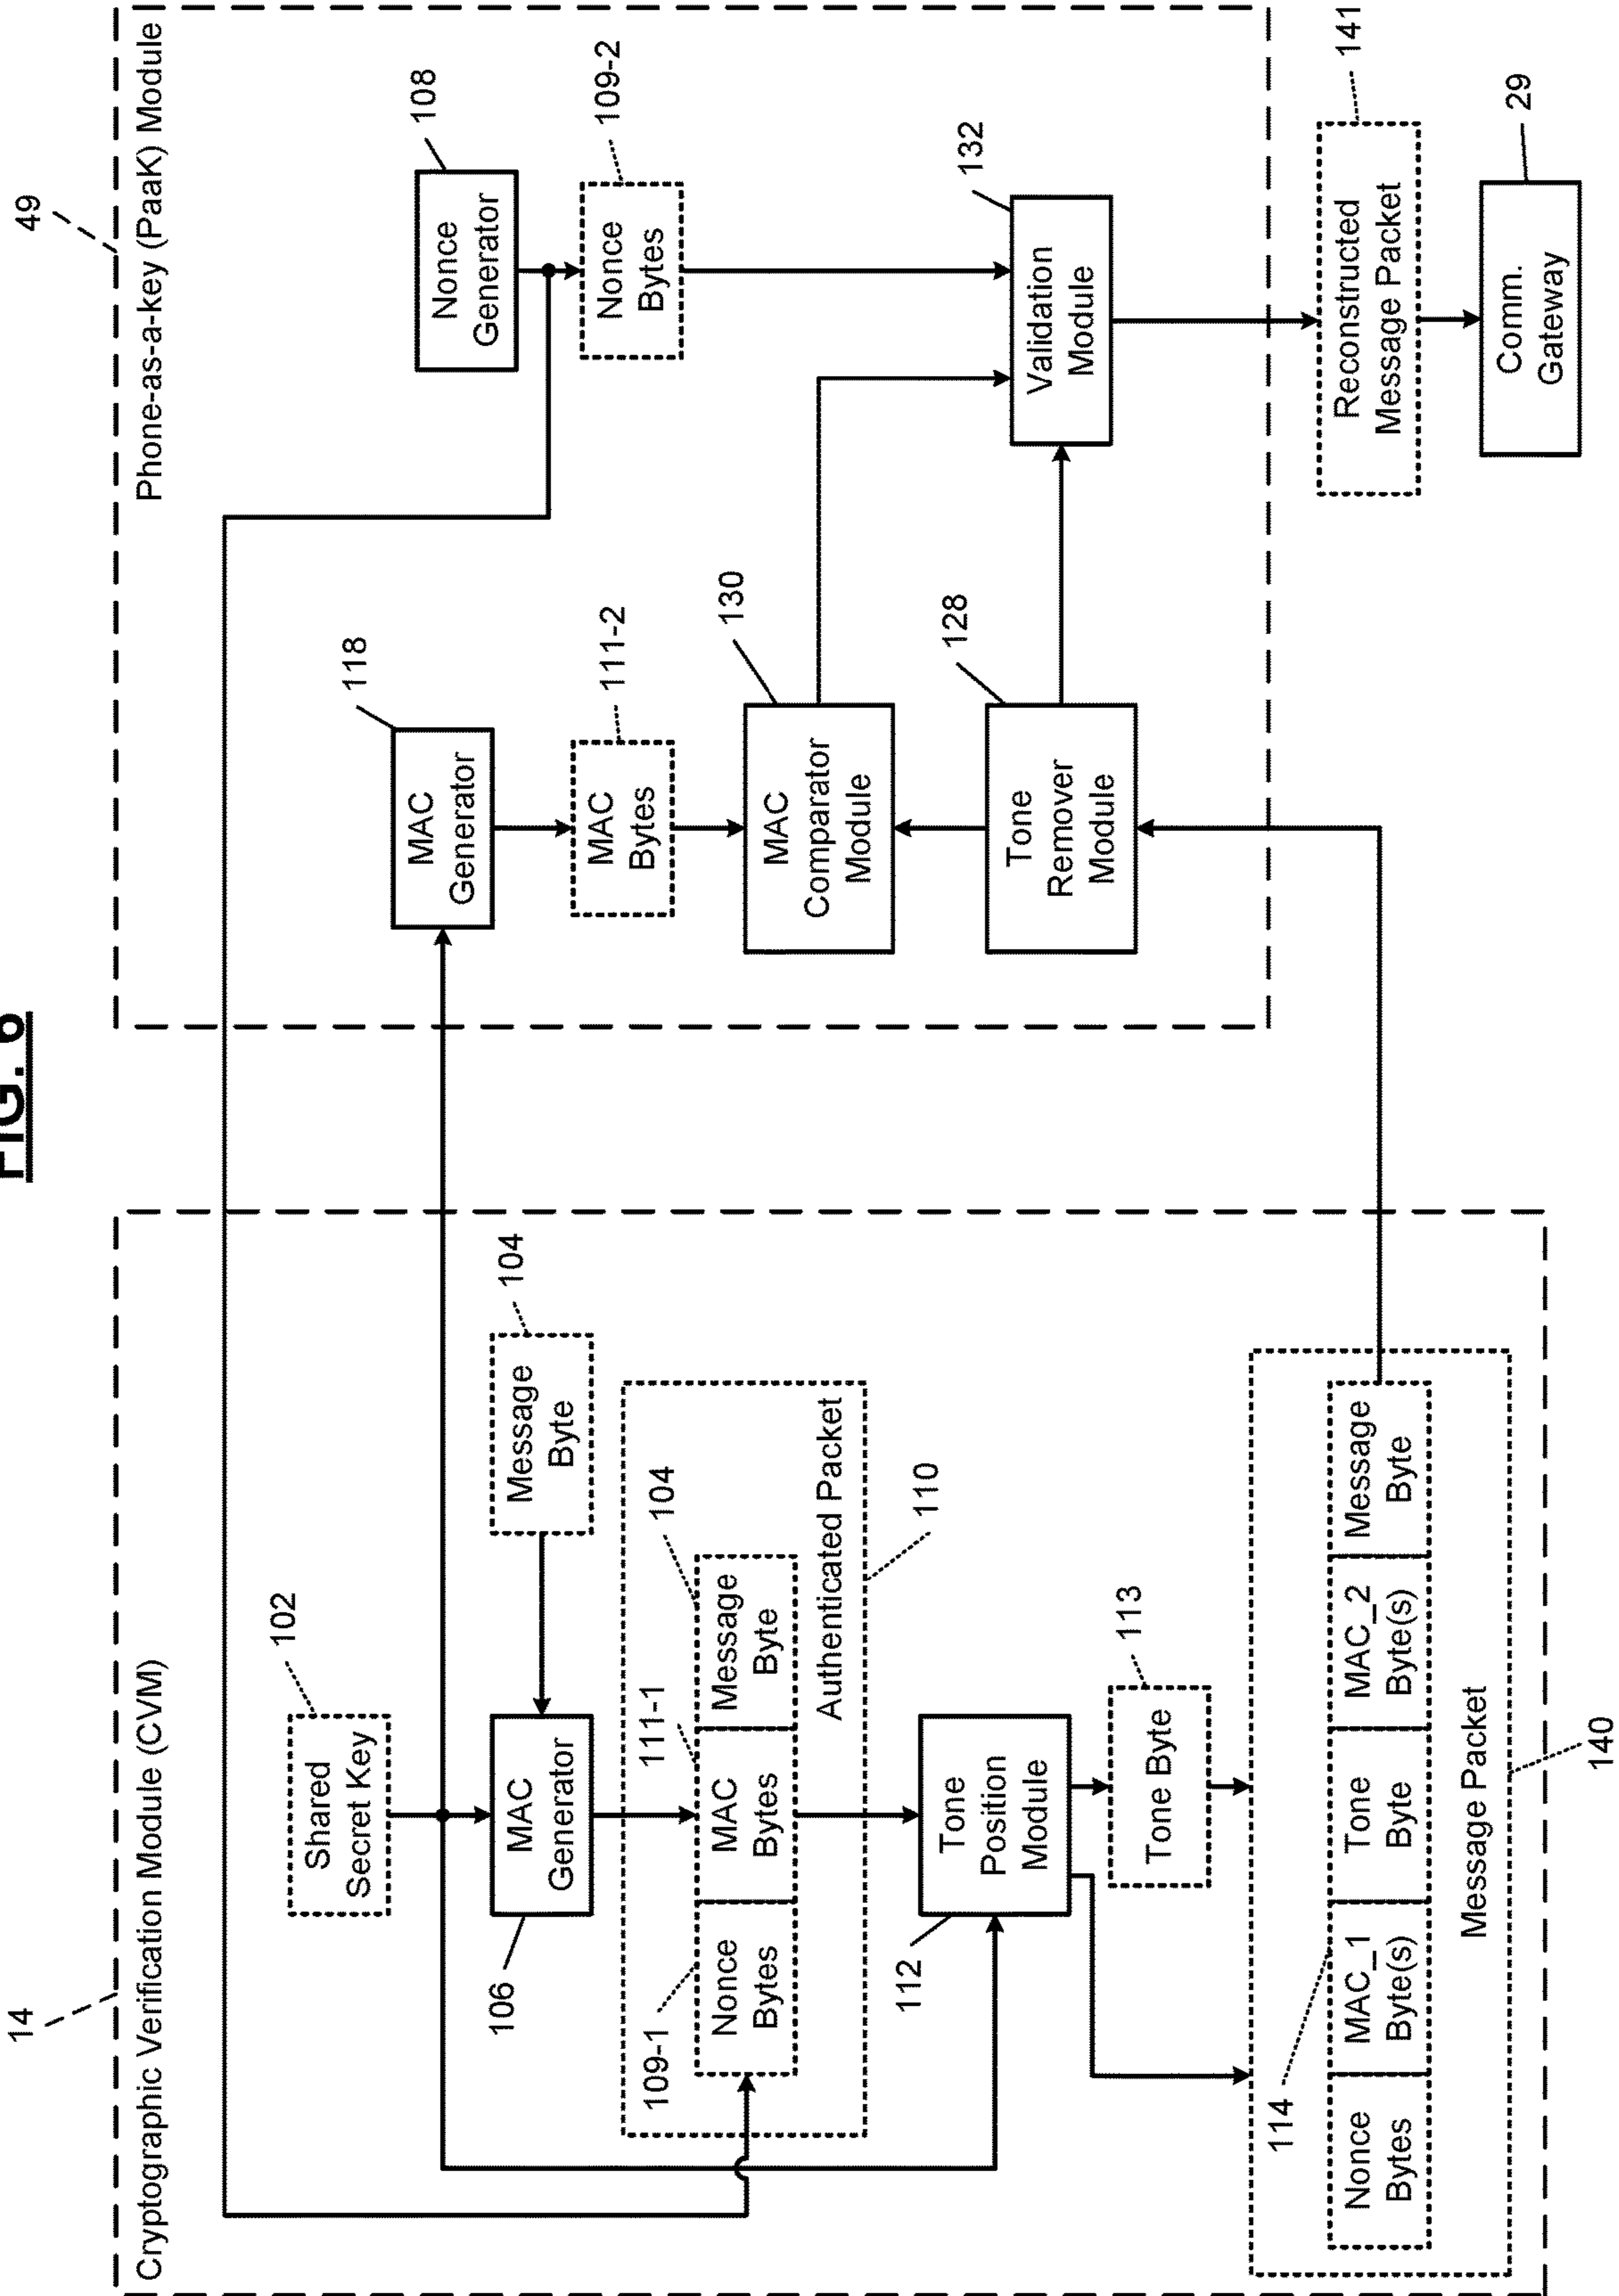 FIG. 6
14
Cryptographic Verification Module (CVM)
102
Shared
Secret Key
104
Message
Byte
106
MAC
Generator
109-1
111-1
104
Nonce
Bytes
MAC
Bytes
Message
Byte
Authenticated Packet
110
112
Tone
Position
Module
113
Tone Byte
114
Nonce
Bytes
MAC_1
Byte(s)
Tone
Byte
MAC_2
Byte(s)
Message
Byte
Message Packet
140
49
Phone-as-a-key (PaaK) Module
118
MAC
Generator
111-2
MAC
Bytes
130
MAC
Comparator
Module
128
Tone
Remover
Module
108
Nonce
Generator
109-2
Nonce
Bytes
132
Validation
Module
141
Reconstructed
Message Packet
29
Comm.
Gateway